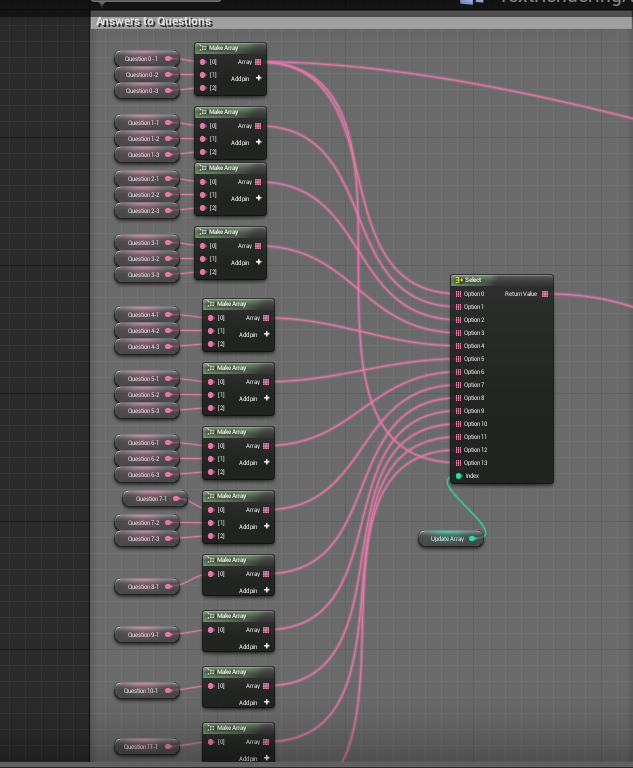 Answers to Questions
Make Array
Question 0-1
[0]
Array
Question 0-2
[1]
Add pin
Question 0-3
[2]
Make Array
Question 1-1
[0]
Array
Question 1-2
[1]
Add pin
Question 1-3
[2]
Make Array
Question 2-1
[0]
Array
Question 2-2
[1]
Add pin
Question 2-3
[2]
Make Array
Question 3-1
[0]
Array
Question 3-2
[1]
Add pin
Question 3-3
[2]
Make Array
Question 4-1
[0]
Array
Question 4-2
[1]
Add pin
Question 4-3
[2]
Make Array
Question 5-1
[0]
Array
Question 5-2
[1]
Add pin
Question 5-3
[2]
Make Array
Question 6-1
[0]
Array
Question 6-2
[1]
Add pin
Question 6-3
[2]
Make Array
Question 7-1
[0]
Array
Question 7-2
[1]
Add pin
Question 7-3
[2]
Make Array
[0]
Array
Question 8-1
Add pin
Make Array
Question 9-1
[0]
Array
Add pin
Make Array
Question 10-1
[0]
Array
Add pin
Make Array
Question 11-1
[0]
Array
Add pin
Select
Option 0
Return Value
Option 1
Option 2
Option 3
Option 4
Option 5
Option 6
Option 7
Option 8
Option 9
Option 10
Option 11
Option 12
Option 13
Index
Update Array